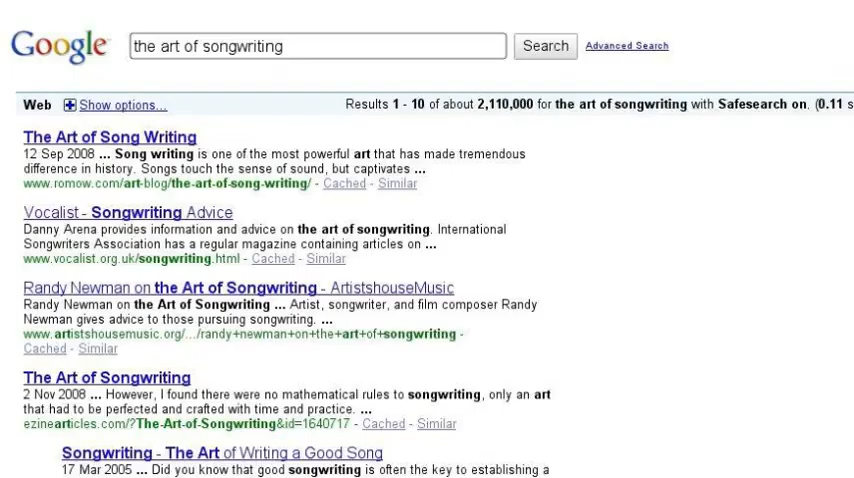 Google the art of songwriting Search Advanced Search
Web Show options... Results 1 - 10 of about 2,110,000 for the art of songwriting with Safesearch on. (0.11 s
The Art of Song Writing
12 Sep 2008 ... Song writing is one of the most powerful art that has made tremendous
difference in history. Songs touch the sense of sound, but captivates ...
www.romow.com/art-blog/the-art-of-song-writing/ - Cached - Similar
Vocalist - Songwriting Advice
Danny Arena provides information and advice on the art of songwriting. International
Songwriters Association has a regular magazine containing articles on ...
www.vocalist.org.uk/songwriting.html - Cached - Similar
Randy Newman on the Art of Songwriting - ArtistshouseMusic
Randy Newman on the Art of Songwriting ... Artist, songwriter, and film composer Randy
Newman gives advice to those pursuing songwriting. ...
www.artistshousemusic.org/.../randy+newman+on+the+art+of+songwriting -
Cached - Similar
The Art of Songwriting
2 Nov 2008 ... However, I found there were no mathematical rules to songwriting, only an art
that had to be perfected and crafted with time and practice. ...
ezinearticles.com/?The-Art-of-Songwriting&id=1640717 - Cached - Similar
Songwriting - The Art of Writing a Good Song
17 Mar 2005 ... Did you know that good songwriting is often the key to establishing a